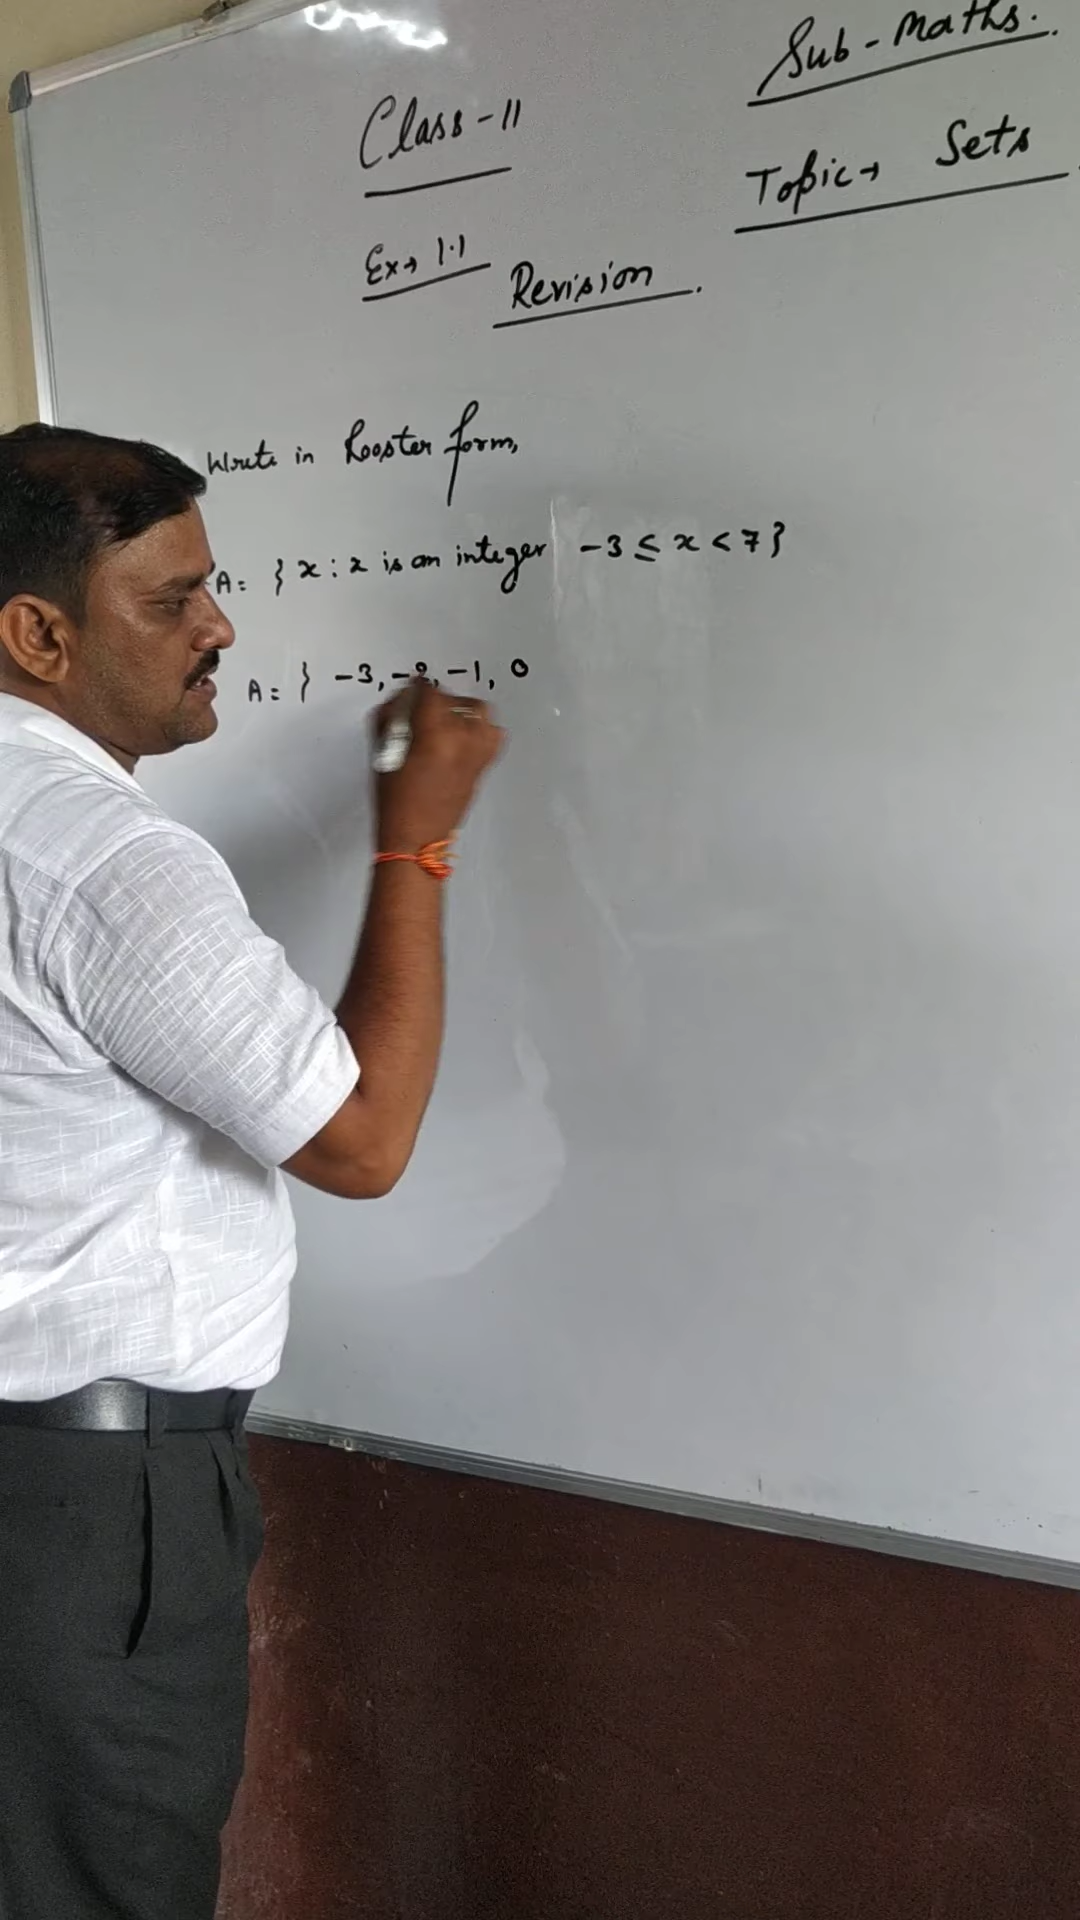 Sub - Maths.
Class - 11
Topic → Sets
Ex → 1.1
Revision.
Write in Rooster form,
A = { x : x is an integer -3 ≤ x < 7 }
A = { -3, -2, -1, 0